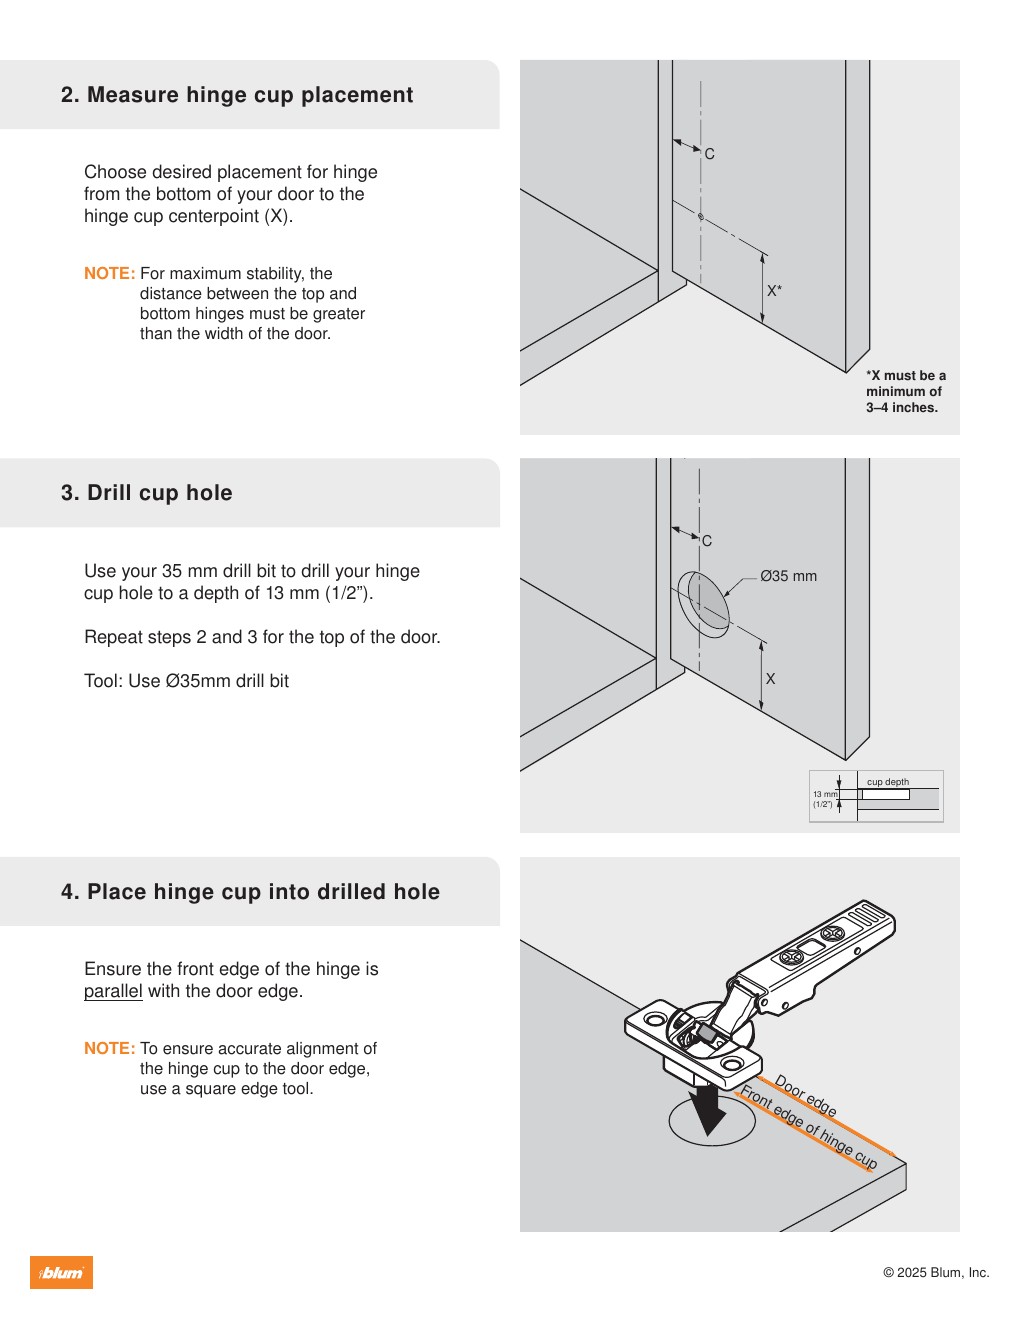 2. Measure hinge cup placement
Choose desired placement for hinge
from the bottom of your door to the
hinge cup centerpoint (X).
NOTE: For maximum stability, the
distance between the top and
bottom hinges must be greater
than the width of the door.
C
X*
*X must be a
minimum of
3–4 inches.
3. Drill cup hole
Use your 35 mm drill bit to drill your hinge
cup hole to a depth of 13 mm (1/2”).
Repeat steps 2 and 3 for the top of the door.
Tool: Use Ø35mm drill bit
C
Ø35 mm
X
cup depth
13 mm
(1/2”)
4. Place hinge cup into drilled hole
Ensure the front edge of the hinge is
parallel with the door edge.
NOTE: To ensure accurate alignment of
the hinge cup to the door edge,
use a square edge tool.
Door edge
Front edge of hinge cup
blum
© 2025 Blum, Inc.